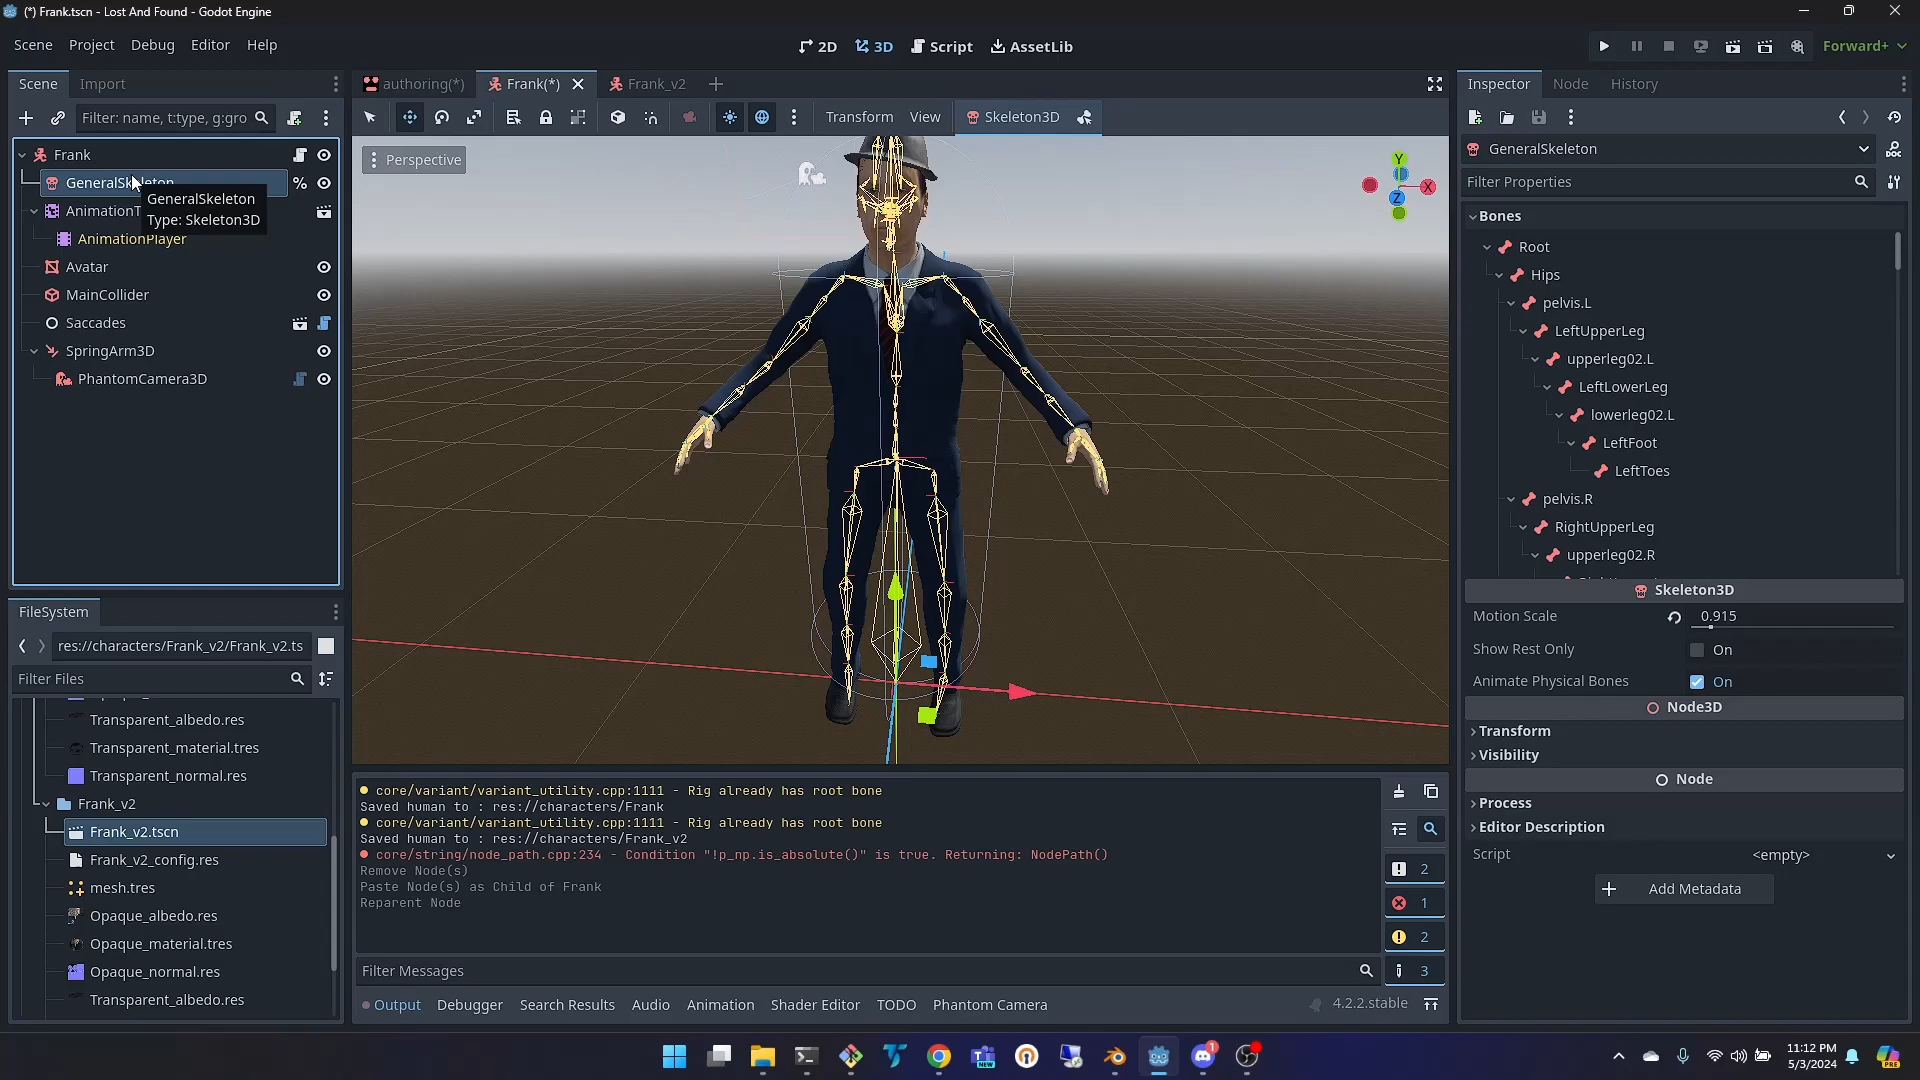 (*) Frank.tscn - Lost And Found - Godot Engine
Scene Project Debug Editor Help
2D 3D Script AssetLib
Forward+
Scene Import
authoring(*) Frank(*) Frank_v2
Inspector Node History
Filter: name, t:type, g:gro
Transform View Skeleton3D
Perspective
Frank
GeneralSkeleton
GeneralSkeleton
Type: Skeleton3D
AnimationT
AnimationPlayer
Avatar
MainCollider
Saccades
SpringArm3D
PhantomCamera3D
Y
X
Z
GeneralSkeleton
Filter Properties
Bones
Root
Hips
pelvis.L
LeftUpperLeg
upperleg02.L
LeftLowerLeg
lowerleg02.L
LeftFoot
LeftToes
pelvis.R
RightUpperLeg
upperleg02.R
Skeleton3D
Motion Scale 0.915
Show Rest Only On
Animate Physical Bones On
Node3D
Transform
Visibility
Node
Process
Editor Description
Script <empty>
Add Metadata
FileSystem
res://characters/Frank_v2/Frank_v2.ts
Filter Files
Transparent_albedo.res
Transparent_material.tres
Transparent_normal.res
Frank_v2
Frank_v2.tscn
Frank_v2_config.res
mesh.tres
Opaque_albedo.res
Opaque_material.tres
Opaque_normal.res
Transparent_albedo.res
core/variant/variant_utility.cpp:1111 - Rig already has root bone
Saved human to : res://characters/Frank
core/variant/variant_utility.cpp:1111 - Rig already has root bone
Saved human to : res://characters/Frank_v2
core/string/node_path.cpp:234 - Condition "!p_np.is_absolute()" is true. Returning: NodePath()
Remove Node(s)
Paste Node(s) as Child of Frank
Reparent Node
2
1
2
3
Filter Messages
Output Debugger Search Results Audio Animation Shader Editor TODO Phantom Camera
4.2.2.stable
NEW
1
11:12 PM
5/3/2024
PRE